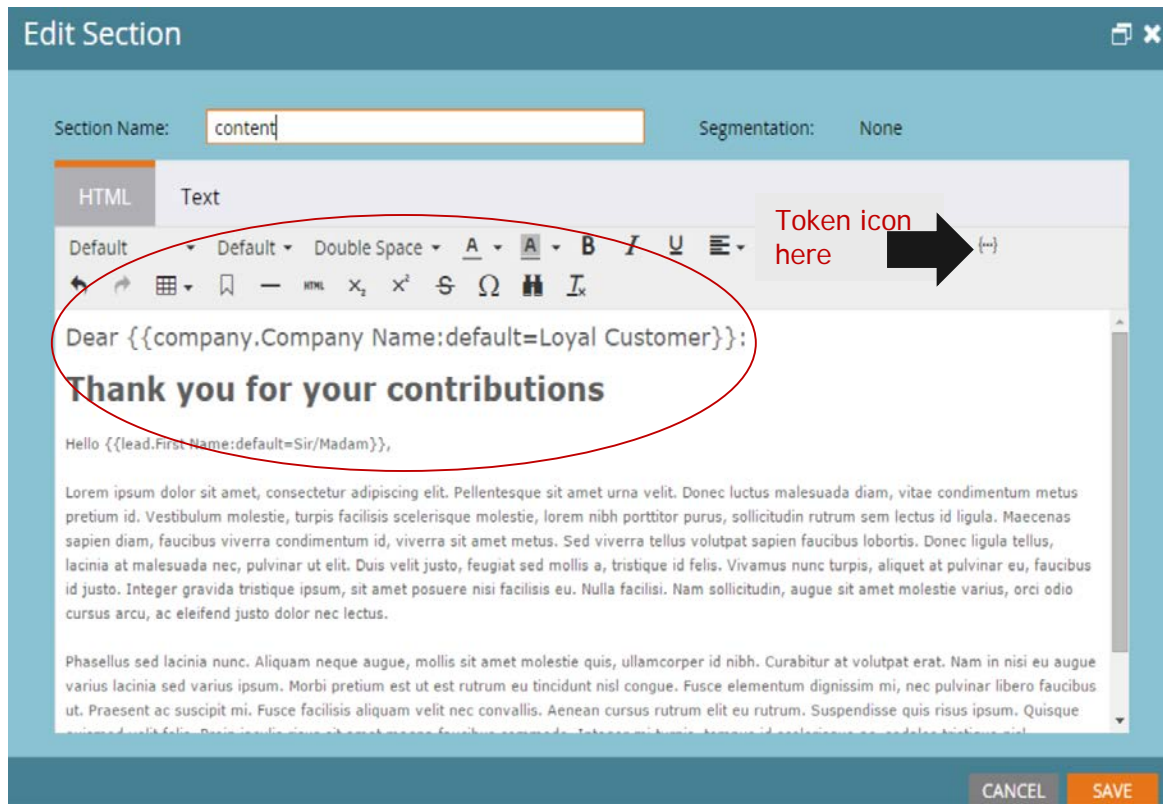 Edit Section
Section Name: content Segmentation: None
HTML Text
Token icon
here
Default Default Double Space A A B I U {--}
HTML X₂ X² S Ω Tx
Dear {{company.Company Name:default=Loyal Customer}}:
Thank you for your contributions
Hello {{lead.First Name:default=Sir/Madam}},
Lorem ipsum dolor sit amet, consectetur adipiscing elit. Pellentesque sit amet urna velit. Donec luctus malesuada diam, vitae condimentum metus
pretium id. Vestibulum molestie, turpis facilisis scelerisque molestie, lorem nibh porttitor purus, sollicitudin rutrum sem lectus id ligula. Maecenas
sapien diam, faucibus viverra condimentum id, viverra sit amet metus. Sed viverra tellus volutpat sapien faucibus lobortis. Donec ligula tellus,
lacinia at malesuada nec, pulvinar ut elit. Duis velit justo, feugiat sed mollis a, tristique id felis. Vivamus nunc turpis, aliquet at pulvinar eu, faucibus
id justo. Integer gravida tristique ipsum, sit amet posuere nisi facilisis eu. Nulla facilisi. Nam sollicitudin, augue sit amet molestie varius, orci odio
cursus arcu, ac eleifend justo dolor nec lectus.
Phasellus sed lacinia nunc. Aliquam neque augue, mollis sit amet molestie quis, ullamcorper id nibh. Curabitur at volutpat erat. Nam in nisi eu augue
varius lacinia sed varius ipsum. Morbi pretium est ut est rutrum eu tincidunt nisl congue. Fusce elementum dignissim mi, nec pulvinar libero faucibus
ut. Praesent ac suscipit mi. Fusce facilisis aliquam velit nec convallis. Aenean cursus rutrum elit eu rutrum. Suspendisse quis risus ipsum. Quisque
CANCEL SAVE